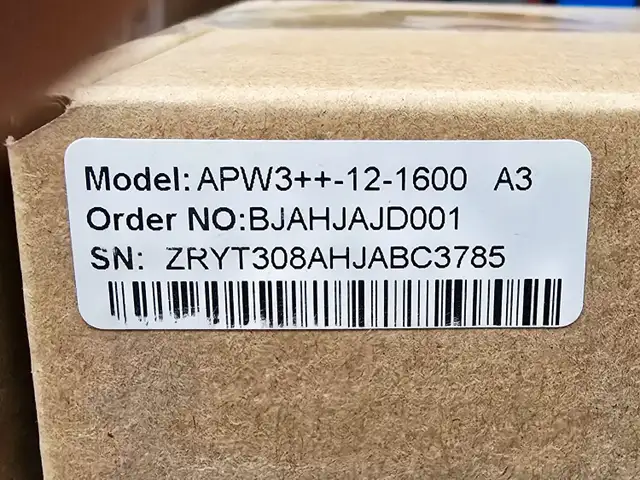 Model: APW3++-12-1600 A3
Order NO:BJAHJAJD001
SN: ZRYT308AHJABC3785